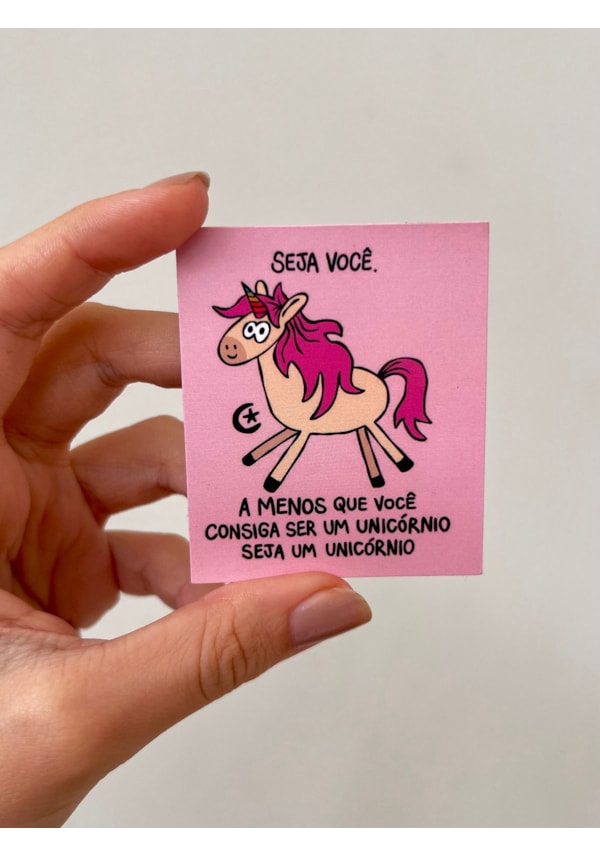 SEJA VOCÊ.
A MENOS QUE VOCÊ
CONSIGA SER UM UNICÓRNIO
SEJA UM UNICÓRNIO